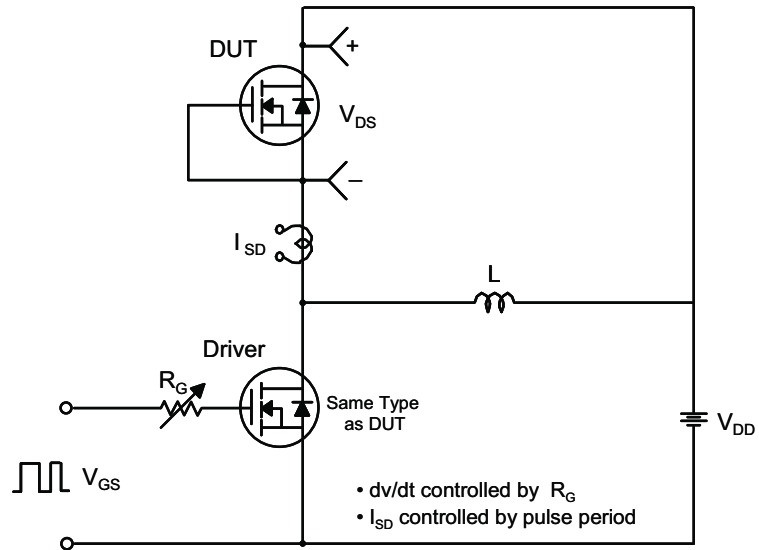 DUT
+
V_DS
−
I_SD
L
Driver
R_G
Same Type
as DUT
V_DD
V_GS
• dv/dt controlled by R_G
• I_SD controlled by pulse period